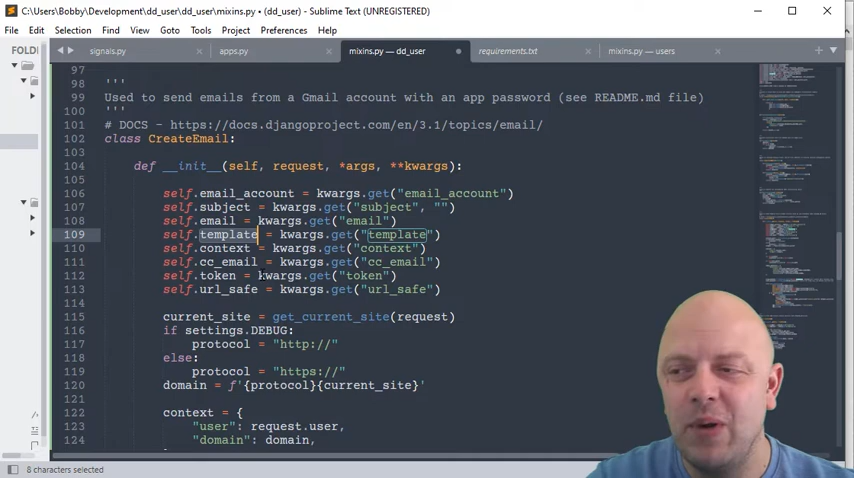 C:\Users\Bobby\Development\dd_user\dd_user\mixins.py • (dd_user) - Sublime Text (UNREGISTERED)
File Edit Selection Find View Goto Tools Project Preferences Help
FOLD
signals.py
apps.py
mixins.py — dd_user
requirements.txt
mixins.py — users
97
98 '''
99 Used to send emails from a Gmail account with an app password (see README.md file)
100 '''
101 # DOCS - https://docs.djangoproject.com/en/3.1/topics/email/
102 class CreateEmail:
103
104 def __init__(self, request, *args, **kwargs):
105
106 self.email_account = kwargs.get("email_account")
107 self.subject = kwargs.get("subject", "")
108 self.email = kwargs.get("email")
109 self.template = kwargs.get("template")
110 self.context = kwargs.get("context")
111 self.cc_email = kwargs.get("cc_email")
112 self.token = kwargs.get("token")
113 self.url_safe = kwargs.get("url_safe")
114
115 current_site = get_current_site(request)
116 if settings.DEBUG:
117 protocol = "http://"
118 else:
119 protocol = "https://"
120 domain = f'{protocol}{current_site}'
121
122 context = {
123 "user": request.user,
124 "domain": domain,
8 characters selected